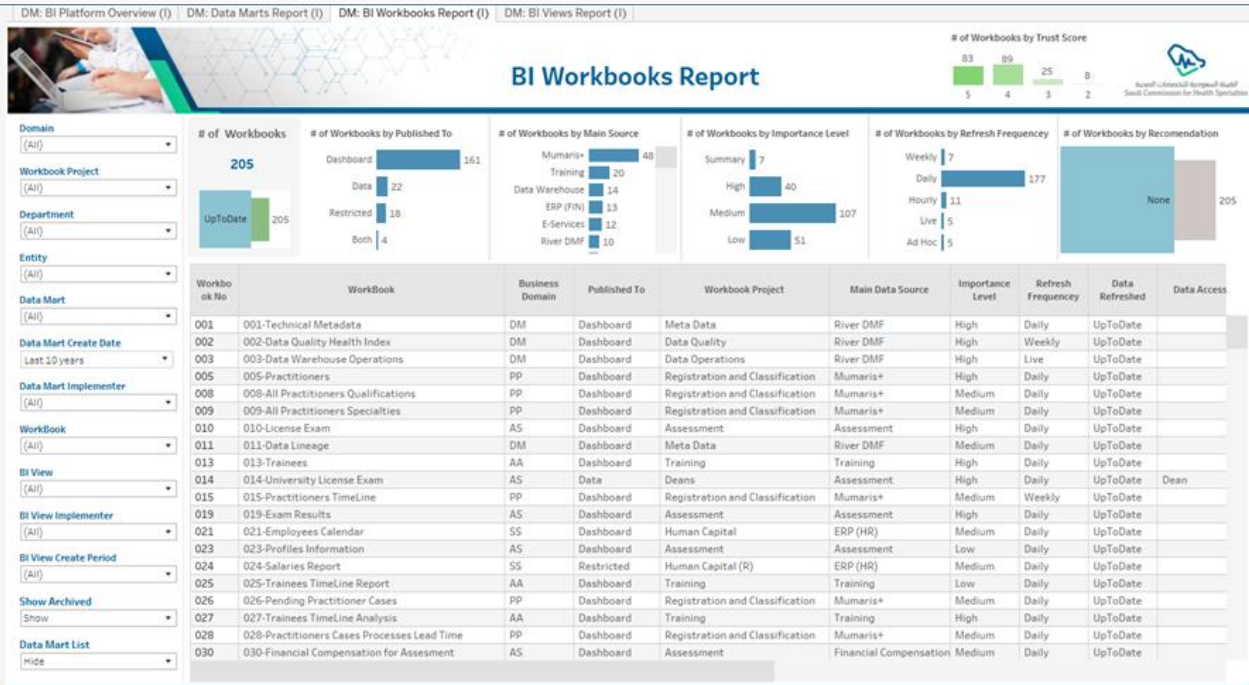 DM: BI Platform Overview (I) DM: Data Marts Report (I) DM: BI Workbooks Report (I) DM: BI Views Report (I)
BI Workbooks Report
# of Workbooks by Trust Score
83 89 25 8
5 4 3 2
Saudi Commission for Health Specialties
Domain
(All)
Workbook Project
(All)
Department
(All)
Entity
(All)
Data Mart
(All)
Data Mart Create Date
Last 10 years
Data Mart Implementer
(All)
WorkBook
(All)
BI View
(All)
BI View Implementer
(All)
BI View Create Period
(All)
Show Archived
Show
Data Mart List
Hide
# of Workbooks
205
UpToDate 205
# of Workbooks by Published To
Dashboard 161
Data 22
Restricted 18
Both 4
# of Workbooks by Main Source
Mumaris+ 48
Training 20
Data Warehouse 14
ERP (FIN) 13
E-Services 12
River DMF 10
# of Workbooks by Importance Level
Summary 7
High 40
Medium 107
Low 51
# of Workbooks by Refresh Frequencey
Weekly 7
Daily 177
Hourly 11
Live 5
Ad Hoc 5
# of Workbooks by Recomendation
None 205
Workbo ok No WorkBook Business Domain Published To Workbook Project Main Data Source Importance Level Refresh Frequencey Data Refreshed Data Access
001 001-Technical Metadata DM Dashboard Meta Data River DMF High Daily UpToDate
002 002-Data Quality Health Index DM Dashboard Data Quality River DMF High Weekly UpToDate
003 003-Data Warehouse Operations DM Dashboard Data Operations River DMF High Live UpToDate
005 005-Practitioners PP Dashboard Registration and Classification Mumaris+ High Daily UpToDate
008 008-All Practitioners Qualifications PP Dashboard Registration and Classification Mumaris+ Medium Daily UpToDate
009 009-All Practitioners Specialties PP Dashboard Registration and Classification Mumaris+ Medium Daily UpToDate
010 010-License Exam AS Dashboard Assessment Assessment High Daily UpToDate
011 011-Data Lineage DM Dashboard Meta Data River DMF Medium Daily UpToDate
013 013-Trainees AA Dashboard Training Training High Daily UpToDate
014 014-University License Exam AS Data Deans Assessment High Daily UpToDate Dean
015 015-Practitioners TimeLine PP Dashboard Registration and Classification Mumaris+ Medium Weekly UpToDate
019 019-Exam Results AS Dashboard Assessment Assessment High Daily UpToDate
021 021-Employees Calendar SS Dashboard Human Capital ERP (HR) Medium Daily UpToDate
023 023-Profiles Information AS Dashboard Assessment Assessment Low Daily UpToDate
024 024-Salaries Report SS Restricted Human Capital (R) ERP (HR) Medium Daily UpToDate
025 025-Trainees TimeLine Report AA Dashboard Training Training Low Daily UpToDate
026 026-Pending Practitioner Cases PP Dashboard Registration and Classification Mumaris+ Medium Daily UpToDate
027 027-Trainees TimeLine Analysis AA Dashboard Training Training High Daily UpToDate
028 028-Practitioners Cases Processes Lead Time PP Dashboard Registration and Classification Mumaris+ Medium Daily UpToDate
030 030-Financial Compensation for Assesment AS Dashboard Assessment Financial Compensation Medium Daily UpToDate